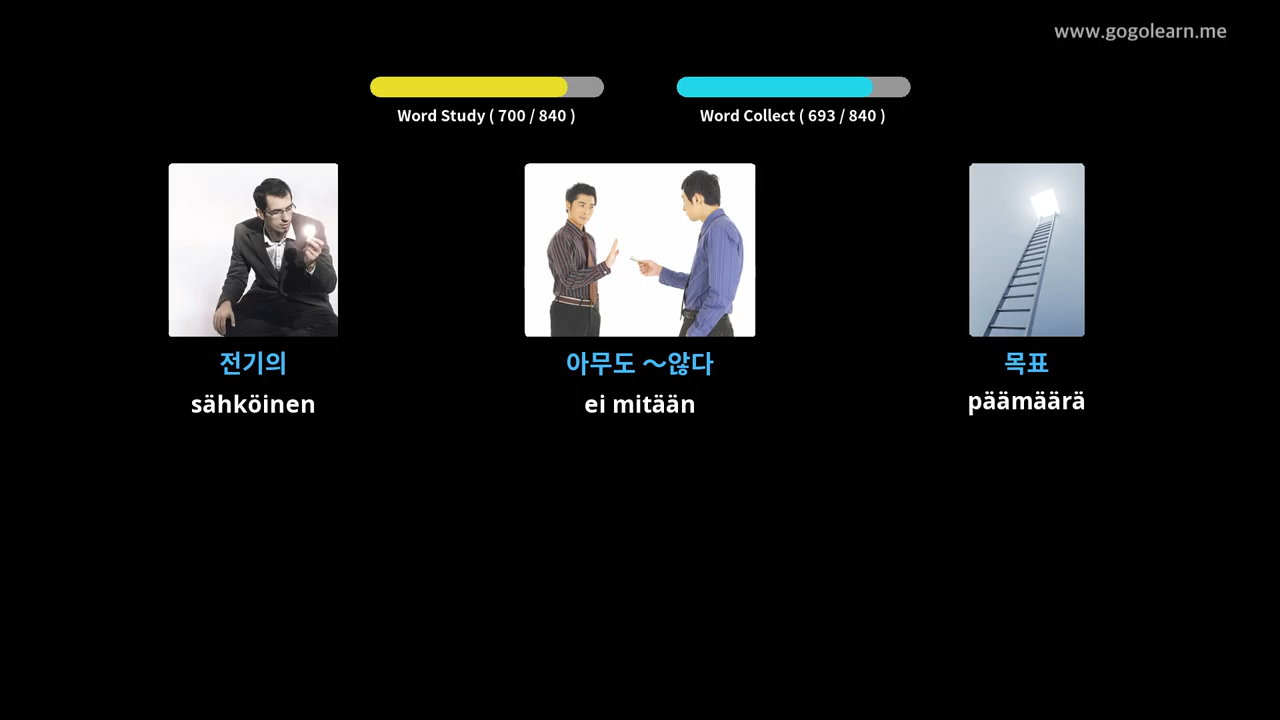 www.gogolearn.me
Word Study ( 700 / 840 )
Word Collect ( 693 / 840 )
전기의
아무도 ~않다
목표
sähköinen
ei mitään
päämäärä